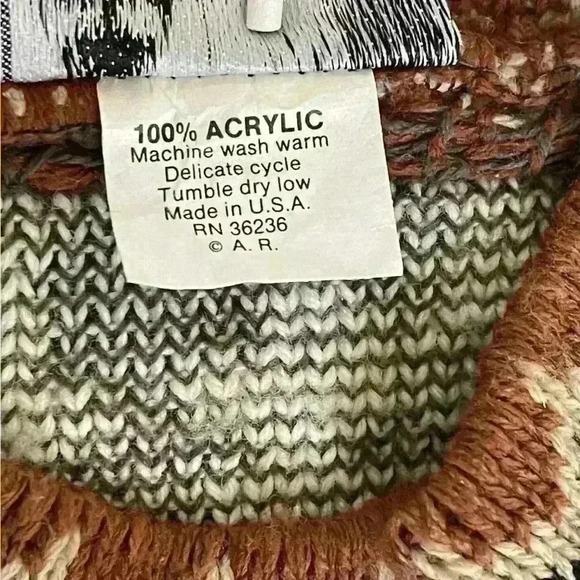 100% ACRYLIC
Machine wash warm
Delicate cycle
Tumble dry low
Made in U.S.A.
RN 36236
© A. R.